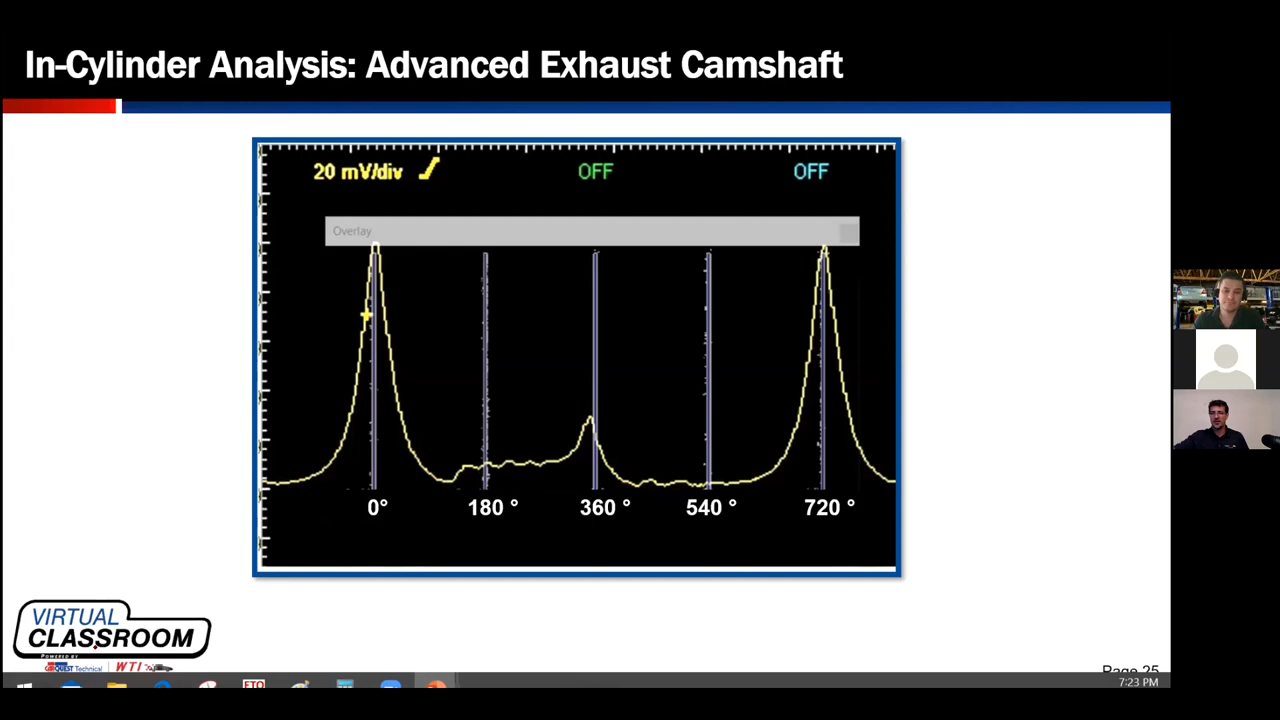 In-Cylinder Analysis: Advanced Exhaust Camshaft
20 mV/div OFF OFF
Overlay
0° 180 ° 360 ° 540 ° 720 °
VIRTUAL
CLASSROOM
POWERED BY
CARQUEST Technical WTI
Page 25
ETO
7:23 PM